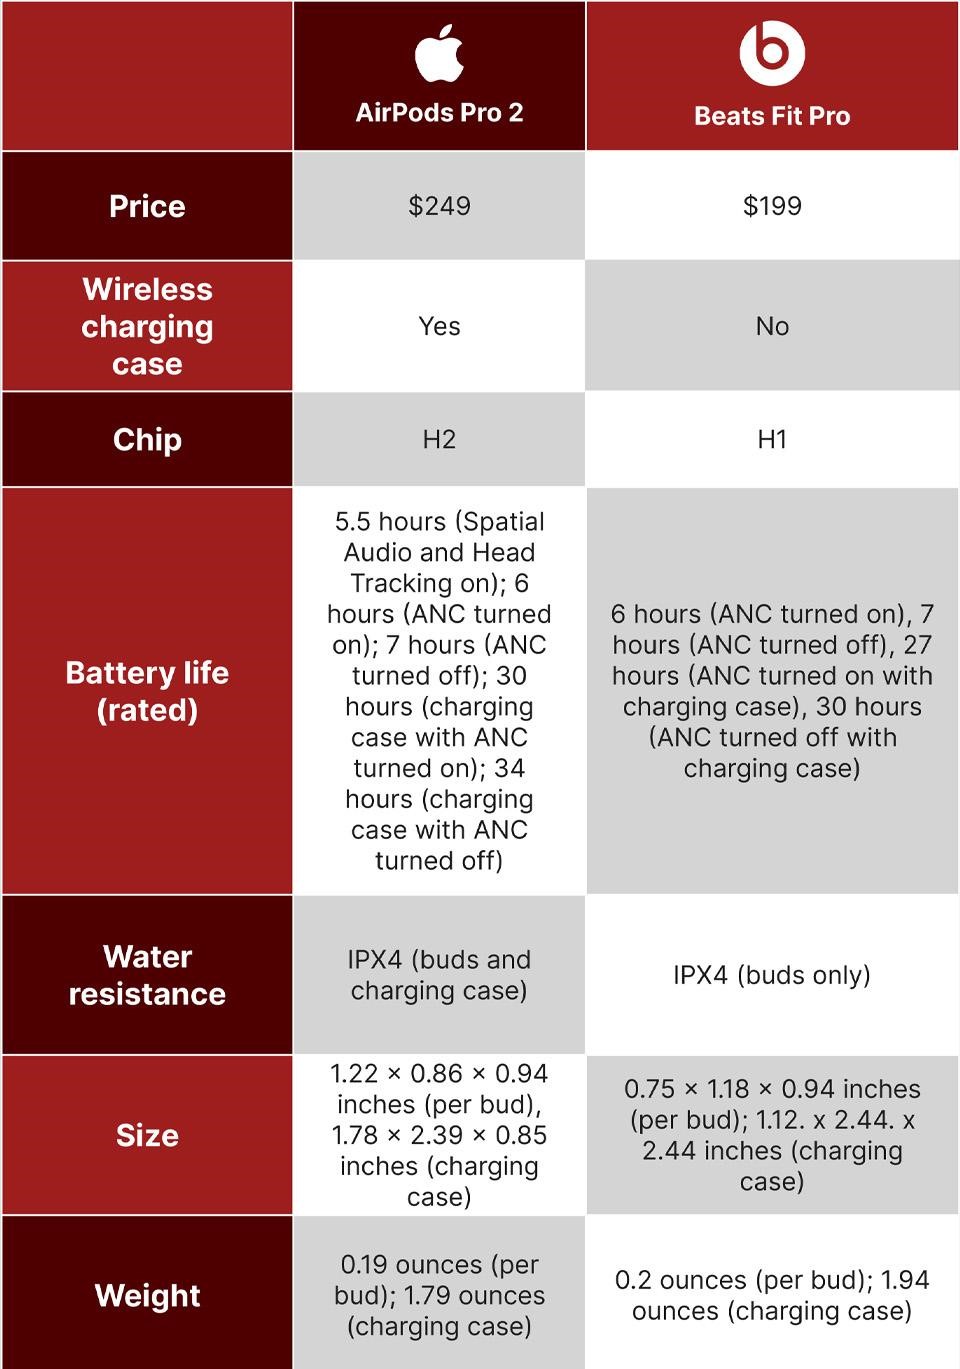 AirPods Pro 2
Beats Fit Pro
Price
$249
$199
Wireless
charging
case
Yes
No
Chip
H2
H1
Battery life
(rated)
5.5 hours (Spatial
Audio and Head
Tracking on); 6
hours (ANC turned
on); 7 hours (ANC
turned off); 30
hours (charging
case with ANC
turned on); 34
hours (charging
case with ANC
turned off)
6 hours (ANC turned on), 7
hours (ANC turned off), 27
hours (ANC turned on with
charging case), 30 hours
(ANC turned off with
charging case)
Water
resistance
IPX4 (buds and
charging case)
IPX4 (buds only)
Size
1.22 × 0.86 × 0.94
inches (per bud),
1.78 × 2.39 × 0.85
inches (charging
case)
0.75 × 1.18 × 0.94 inches
(per bud); 1.12. x 2.44. x
2.44 inches (charging
case)
Weight
0.19 ounces (per
bud); 1.79 ounces
(charging case)
0.2 ounces (per bud); 1.94
ounces (charging case)